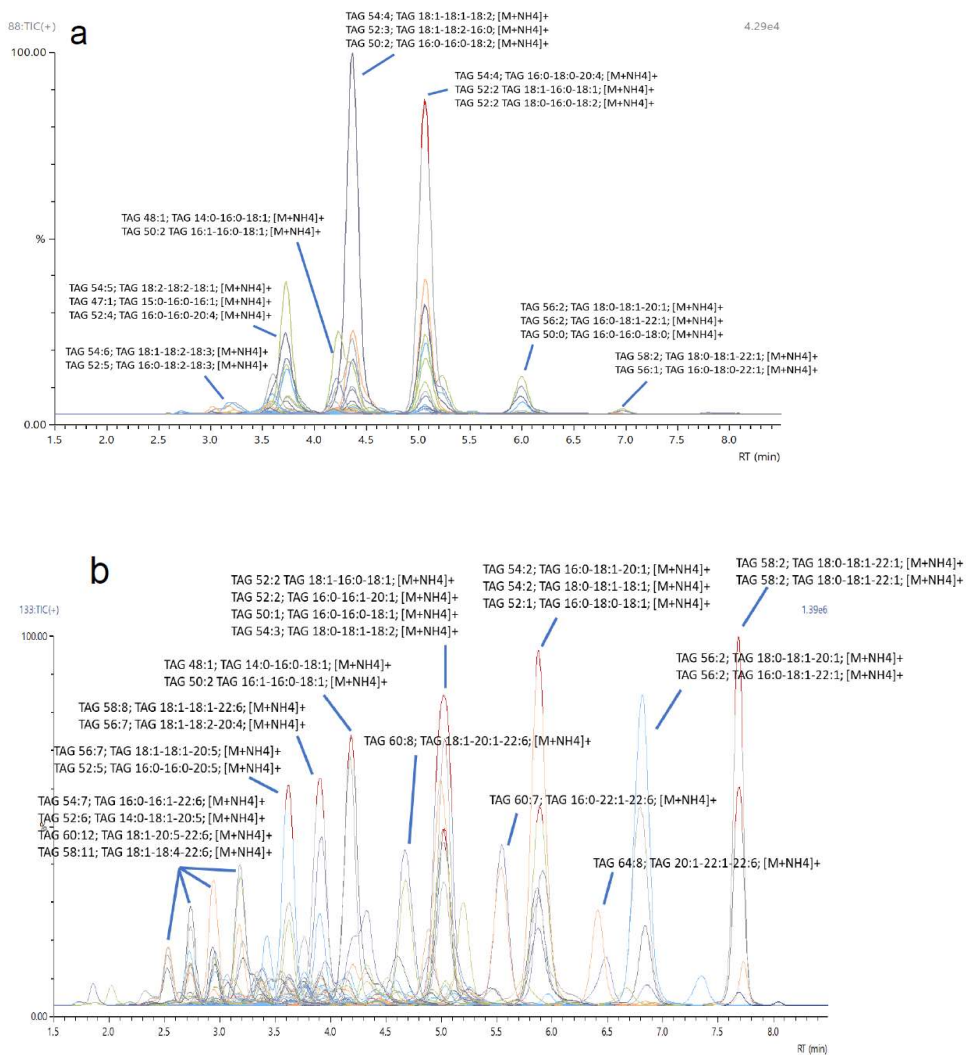 88:TIC(+)
a
4.29e4
TAG 54:4; TAG 18:1-18:1-18:2; [M+NH4]+
TAG 52:3; TAG 18:1-18:2-16:0; [M+NH4]+
TAG 50:2; TAG 16:0-16:0-18:2; [M+NH4]+
100.00
TAG 54:4; TAG 16:0-18:0-20:4; [M+NH4]+
TAG 52:2 TAG 18:1-16:0-18:1; [M+NH4]+
TAG 52:2 TAG 18:0-16:0-18:2; [M+NH4]+
TAG 48:1; TAG 14:0-16:0-18:1; [M+NH4]+
TAG 50:2 TAG 16:1-16:0-18:1; [M+NH4]+
%
TAG 54:5; TAG 18:2-18:2-18:1; [M+NH4]+
TAG 47:1; TAG 15:0-16:0-16:1; [M+NH4]+
TAG 52:4; TAG 16:0-16:0-20:4; [M+NH4]+
TAG 56:2; TAG 18:0-18:1-20:1; [M+NH4]+
TAG 56:2; TAG 16:0-18:1-22:1; [M+NH4]+
TAG 50:0; TAG 16:0-16:0-18:0; [M+NH4]+
TAG 54:6; TAG 18:1-18:2-18:3; [M+NH4]+
TAG 52:5; TAG 16:0-18:2-18:3; [M+NH4]+
TAG 58:2; TAG 18:0-18:1-22:1; [M+NH4]+
TAG 56:1; TAG 16:0-18:0-22:1; [M+NH4]+
0.00
1.5 2.0 2.5 3.0 3.5 4.0 4.5 5.0 5.5 6.0 6.5 7.0 7.5 8.0
RT (min)
b
133:TIC(+)
1.39e6
TAG 52:2 TAG 18:1-16:0-18:1; [M+NH4]+
TAG 52:2; TAG 16:0-16:1-20:1; [M+NH4]+
TAG 50:1; TAG 16:0-16:0-18:1; [M+NH4]+
TAG 54:3; TAG 18:0-18:1-18:2; [M+NH4]+
TAG 54:2; TAG 16:0-18:1-20:1; [M+NH4]+
TAG 54:2; TAG 18:0-18:1-18:1; [M+NH4]+
TAG 52:1; TAG 16:0-18:0-18:1; [M+NH4]+
TAG 58:2; TAG 18:0-18:1-22:1; [M+NH4]+
TAG 58:2; TAG 18:0-18:1-22:1; [M+NH4]+
100.00
TAG 48:1; TAG 14:0-16:0-18:1; [M+NH4]+
TAG 50:2 TAG 16:1-16:0-18:1; [M+NH4]+
TAG 56:2; TAG 18:0-18:1-20:1; [M+NH4]+
TAG 56:2; TAG 16:0-18:1-22:1; [M+NH4]+
TAG 58:8; TAG 18:1-18:1-22:6; [M+NH4]+
TAG 56:7; TAG 18:1-18:2-20:4; [M+NH4]+
TAG 60:8; TAG 18:1-20:1-22:6; [M+NH4]+
TAG 56:7; TAG 18:1-18:1-20:5; [M+NH4]+
TAG 52:5; TAG 16:0-16:0-20:5; [M+NH4]+
TAG 54:7; TAG 16:0-16:1-22:6; [M+NH4]+
TAG 52:6; TAG 14:0-18:1-20:5; [M+NH4]+
TAG 60:12; TAG 18:1-20:5-22:6; [M+NH4]+
TAG 58:11; TAG 18:1-18:4-22:6; [M+NH4]+
%
TAG 60:7; TAG 16:0-22:1-22:6; [M+NH4]+
TAG 64:8; TAG 20:1-22:1-22:6; [M+NH4]+
0.00
1.5 2.0 2.5 3.0 3.5 4.0 4.5 5.0 5.5 6.0 6.5 7.0 7.5 8.0
RT (min)